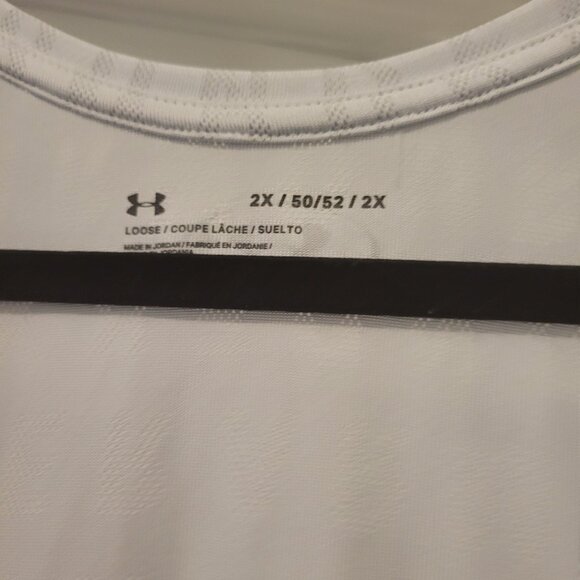 2X / 50/52 / 2X
LOOSE / COUPE LÂCHE / SUELTO
MADE IN JORDAN / FABRIQUÉ EN JORDANIE /